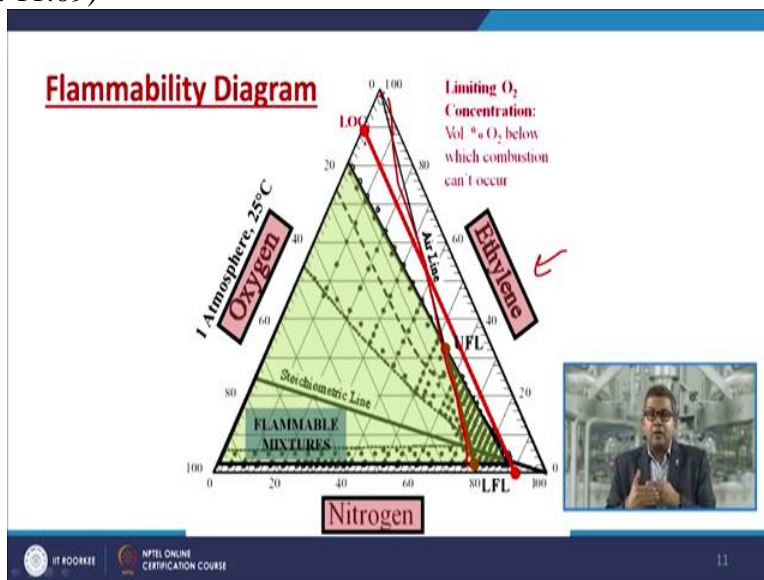 11:09)
Flammability Diagram
0 100
Limiting O₂
Concentration:
Vol. % O₂ below
which combustion
can't occur
LOC
20
80
1 Atmosphere, 25°C
Oxygen
40
Air Line
60
Ethylene
60
40
UFL
Stoichiometric Line
80
20
FLAMMABLE
MIXTURES
100
0
0
20
40
60
80
LFL
100
Nitrogen
IIT ROORKEE
NPTEL ONLINE
CERTIFICATION COURSE
11